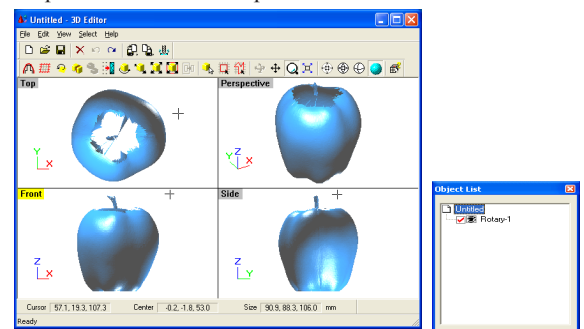 Untitled - 3D Editor
File Edit View Select Help
Top
Perspective
Y
X
Z
Y
X
Front
Side
Z
X
Z
Y
Cursor 57.1, 19.3, 107.3 Center -0.2, -1.8, 53.0 Size 90.9, 88.3, 106.0 mm
Ready
Object List
Untitled
Rotary-1